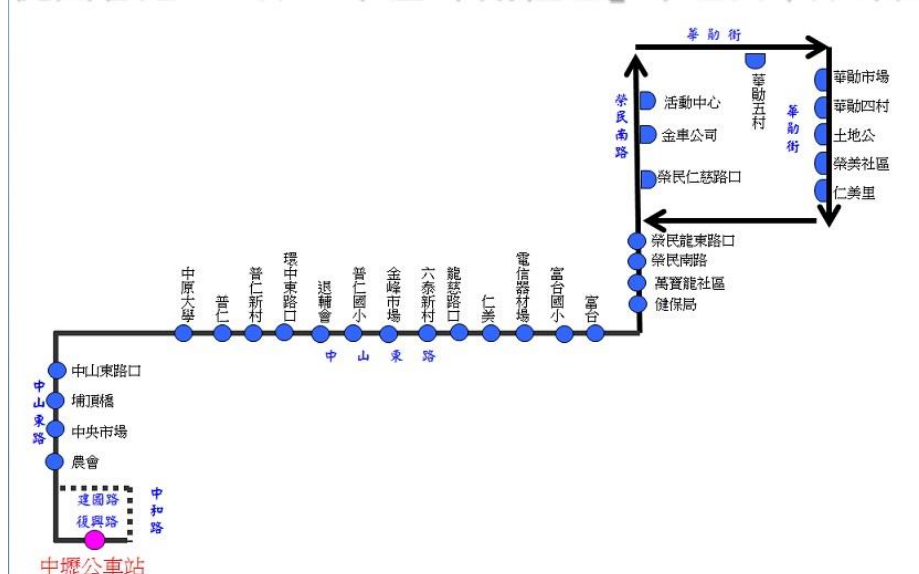 華勛街
華勛市場
華勛五村
榮民南路
活動中心
華勛街
華勛四村
金車公司
土地公
榮美社區
榮民仁慈路口
仁美里
榮民龍東路口
榮民南路
萬寶龍社區
健保局
中原大學
普仁
普仁新村
環中東路口
退輔會
普仁國小
金峰市場
六泰新村
龍慈路口
仁美
電信器材場
富台國小
富台
中山東路
中山東路口
中山東路
埔頂橋
中央市場
農會
建國路
中和路
復興路
中壢公車站